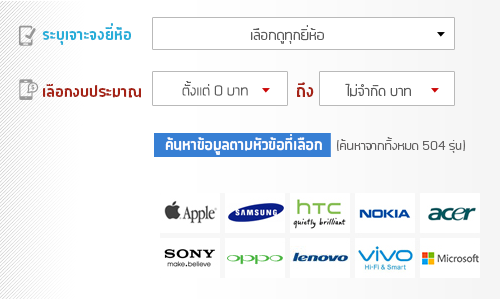 ระบุเจาะจงยี่ห้อ เลือกดูทุกยี่ห้อ
เลือกงบประมาณ ตั้งแต่ 0 บาท ถึง ไม่จำกัด บาท
ค้นหาข้อมูลตามหัวข้อที่เลือก (ค้นหาจากทั้งหมด 504 รุ่น)
Apple SAMSUNG hTC NOKIA acer
quietly brilliant
SONY oppo lenovo vivo Microsoft
make.believe Hi-Fi & Smart